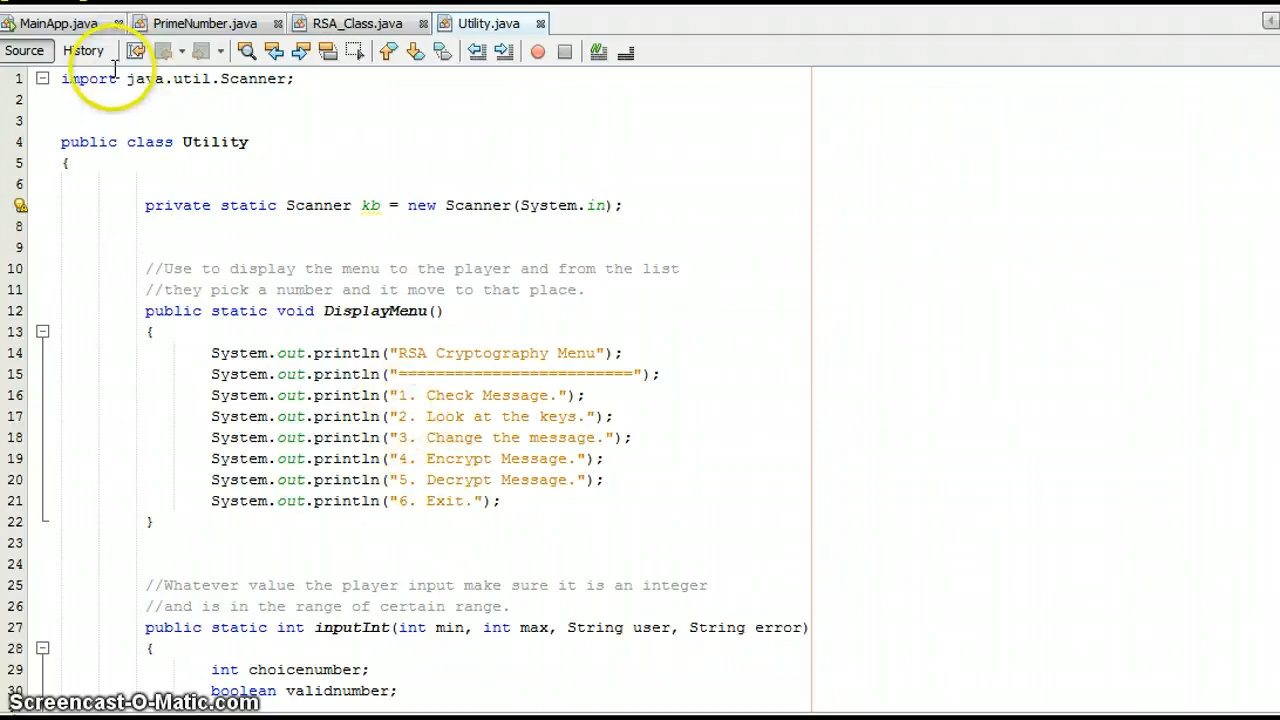 MainApp.java PrimeNumber.java RSA_Class.java Utility.java
Source History
1 import java.util.Scanner;
2
3
4 public class Utility
5 {
6
private static Scanner kb = new Scanner(System.in);
8
9
10 //Use to display the menu to the player and from the list
11 //they pick a number and it move to that place.
12 public static void DisplayMenu()
13 {
14 System.out.println("RSA Cryptography Menu");
15 System.out.println("=========================");
16 System.out.println("1. Check Message.");
17 System.out.println("2. Look at the keys.");
18 System.out.println("3. Change the message.");
19 System.out.println("4. Encrypt Message.");
20 System.out.println("5. Decrypt Message.");
21 System.out.println("6. Exit.");
22 }
23
24
25 //Whatever value the player input make sure it is an integer
26 //and is in the range of certain range.
27 public static int inputInt(int min, int max, String user, String error)
28 {
29 int choicenumber;
30 boolean validnumber;
Screencast-O-Matic.com